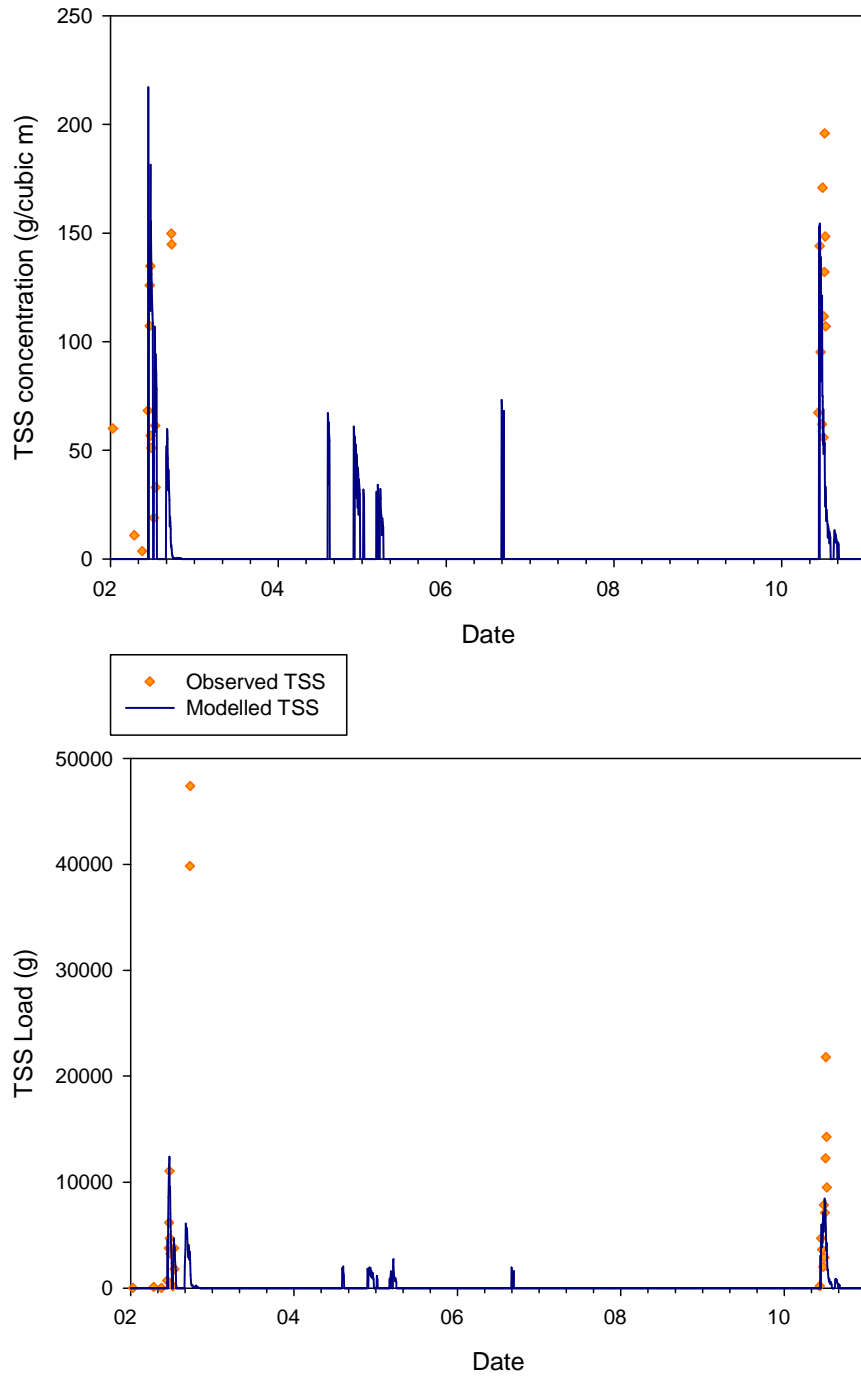 250
200
150
100
50
0
TSS concentration (g/cubic m)
02 04 06 08 10
Date
Observed TSS
Modelled TSS
50000
40000
30000
20000
10000
0
TSS Load (g)
02 04 06 08 10
Date